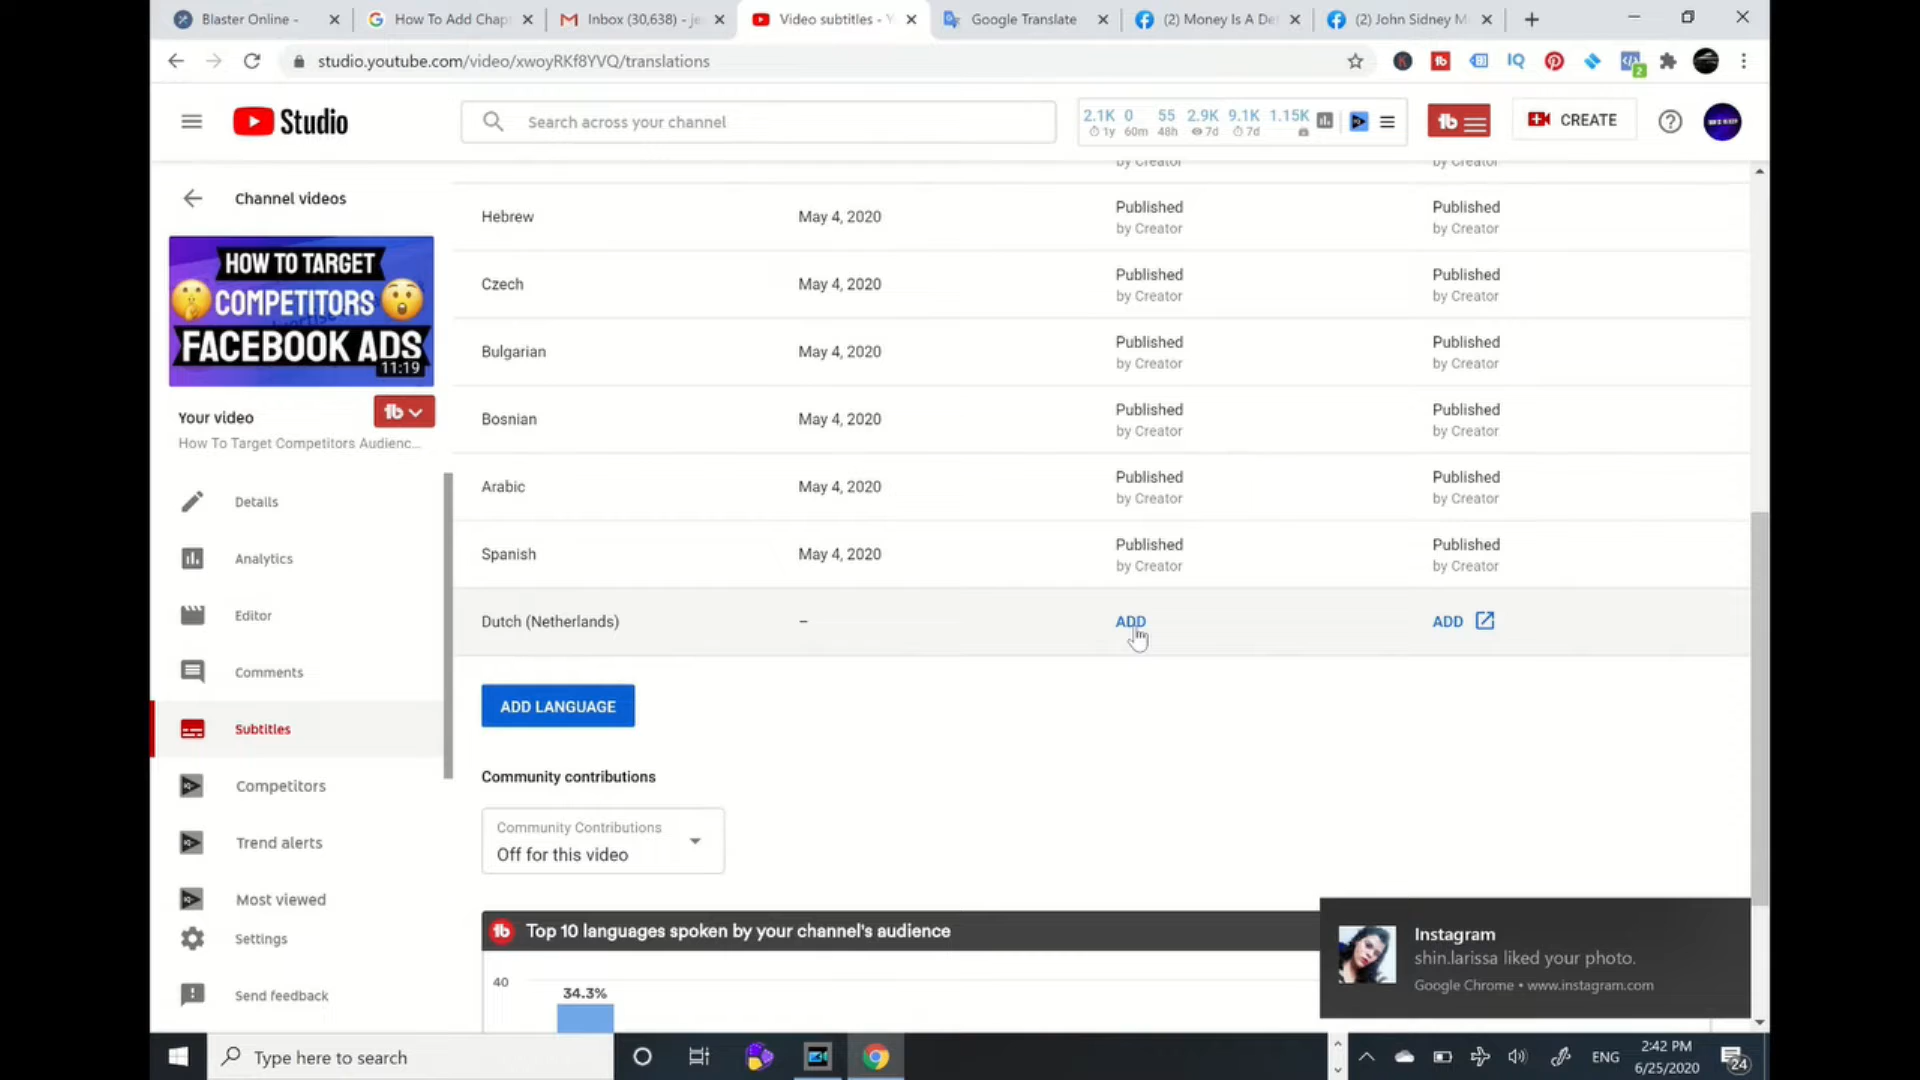 Blaster Online -
How To Add Chap
Inbox (30,638) - je
Video subtitles - Y
Google Translate
(2) Money Is A De
(2) John Sidney M
studio.youtube.com/video/xwoyRKf8YVQ/translations
Studio
Search across your channel
2.1K 0 55 2.9K 9.1K 1.15K
1y 60m 48h 7d 7d
CREATE
Channel videos
HOW TO TARGET
COMPETITORS
FACEBOOK ADS
11:19
Your video
How To Target Competitors Audienc...
Details
Analytics
Editor
Comments
Subtitles
Competitors
Trend alerts
Most viewed
Settings
Send feedback
by Creator by Creator
Hebrew May 4, 2020 Published Published
by Creator by Creator
Czech May 4, 2020 Published Published
by Creator by Creator
Bulgarian May 4, 2020 Published Published
by Creator by Creator
Bosnian May 4, 2020 Published Published
by Creator by Creator
Arabic May 4, 2020 Published Published
by Creator by Creator
Spanish May 4, 2020 Published Published
by Creator by Creator
Dutch (Netherlands) – ADD ADD
ADD LANGUAGE
Community contributions
Community Contributions
Off for this video
Top 10 languages spoken by your channel's audience
40
34.3%
Instagram
shin.larissa liked your photo.
Google Chrome • www.instagram.com
Type here to search
ENG
2:42 PM
6/25/2020
24